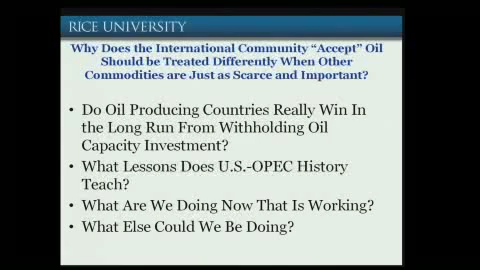 RICE UNIVERSITY
Why Does the International Community “Accept” Oil
Should be Treated Differently When Other
Commodities are Just as Scarce and Important?
• Do Oil Producing Countries Really Win In
the Long Run From Withholding Oil
Capacity Investment?
• What Lessons Does U.S.-OPEC History
Teach?
• What Are We Doing Now That Is Working?
• What Else Could We Be Doing?